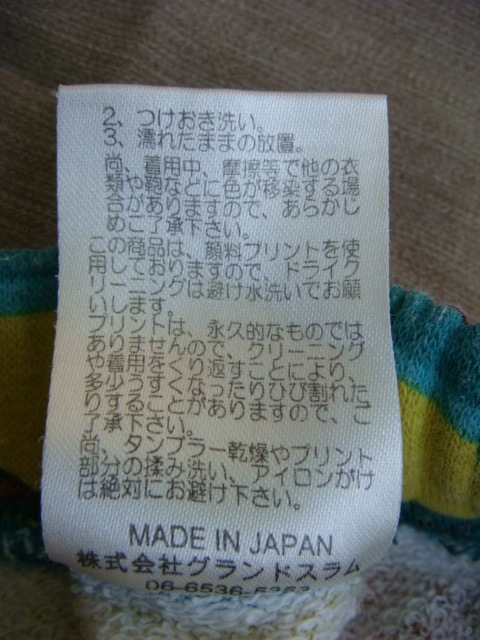 2、つけおき洗い。
3、濡れたままの放置。
尚、着用中、摩擦等で他の衣
類や鞄などに色が移染する場
合がありますので、あらかじ
めご了承下さい。
この商品は、顔料プリントを使
用しておりますので、ドライク
リーニングは避け水洗いでお願
いします。
プリントは、永久的なものでは
ありませんので、クリーニング
や着用をくり返すことにより、
多少うすくなったりひび割れた
りすることがありますので、ご
了承下さい。
尚、タンブラー乾燥やプリント
部分の揉み洗い、アイロンがけ
は絶対にお避け下さい。
MADE IN JAPAN
株式会社グランドスラム
06-6536-